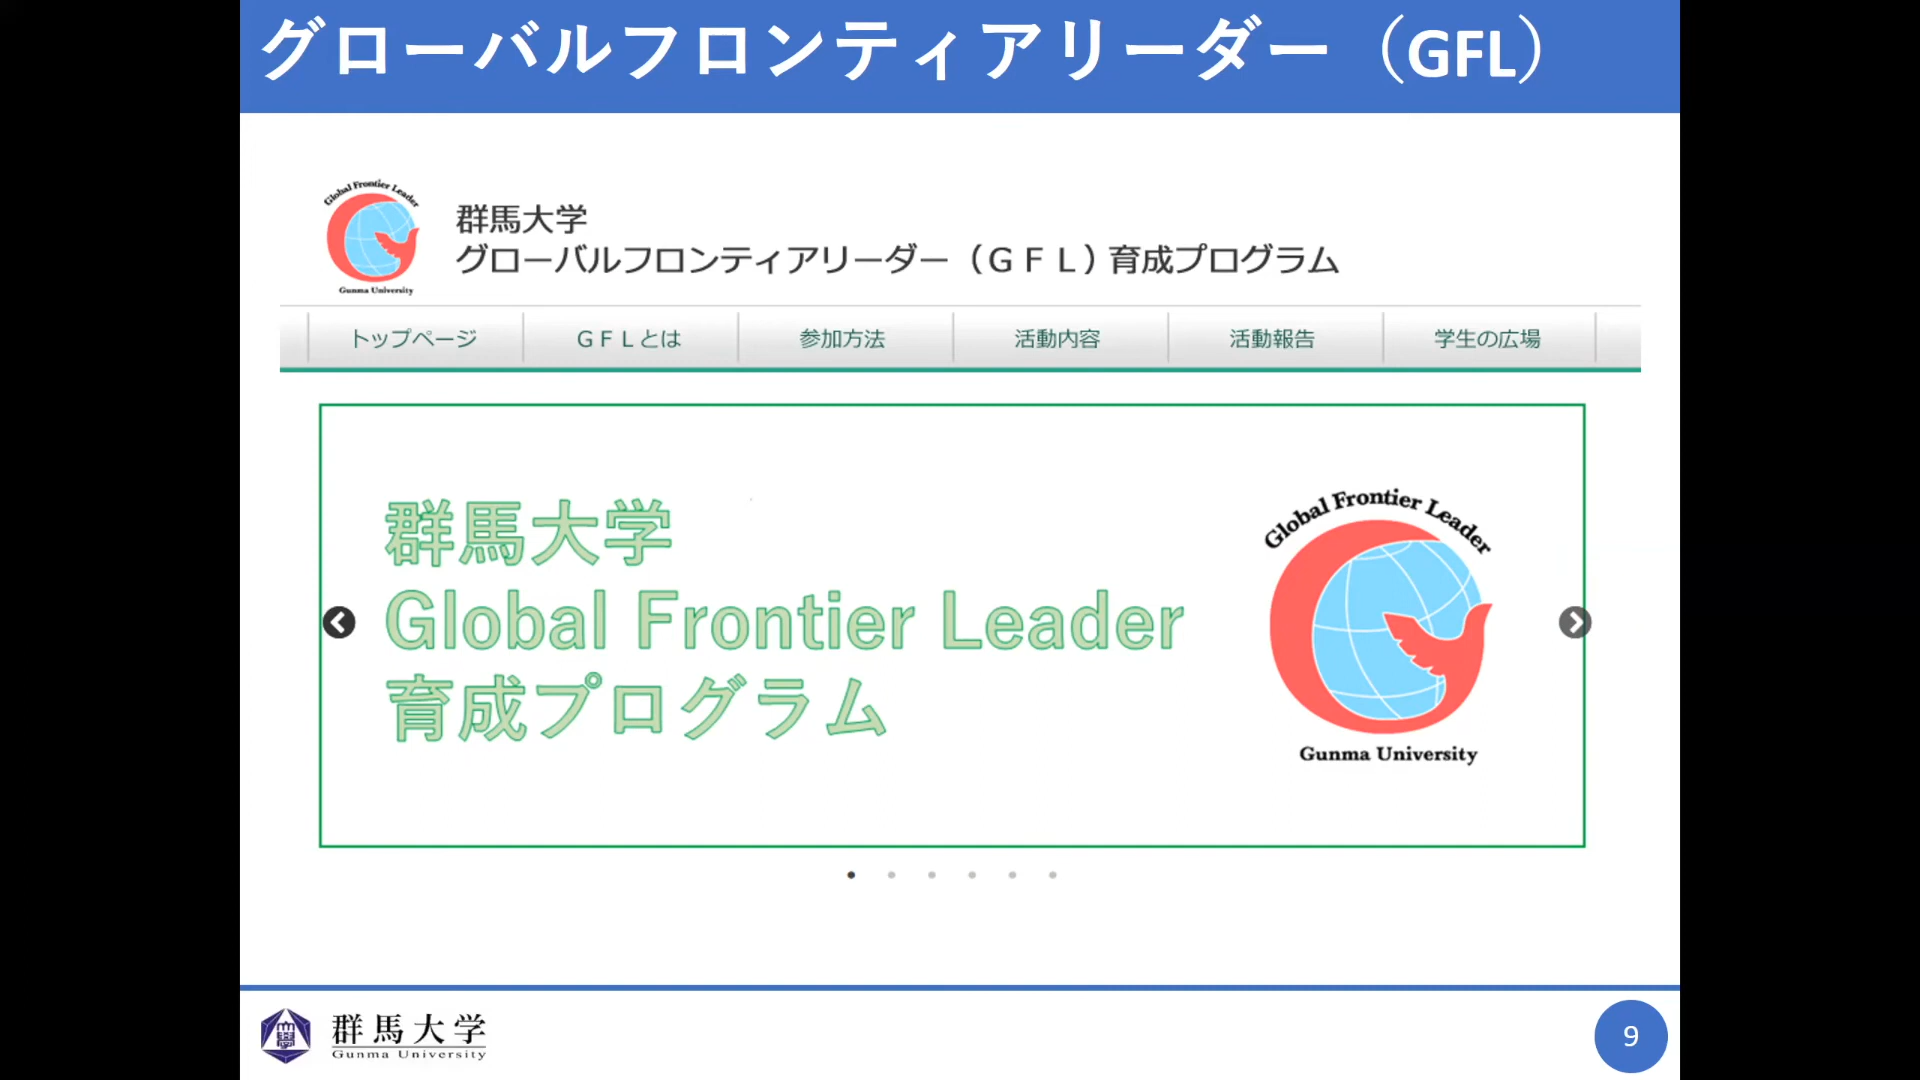 グローバルフロンティアリーダー（GFL）
Global Frontier Leader
Gunma University
群馬大学
グローバルフロンティアリーダー（ＧＦＬ）育成プログラム
トップページ
ＧＦＬとは
参加方法
活動内容
活動報告
学生の広場
群馬大学
Global Frontier Leader
育成プログラム
Global Frontier Leader
Gunma University
群馬大学
Gunma University
9